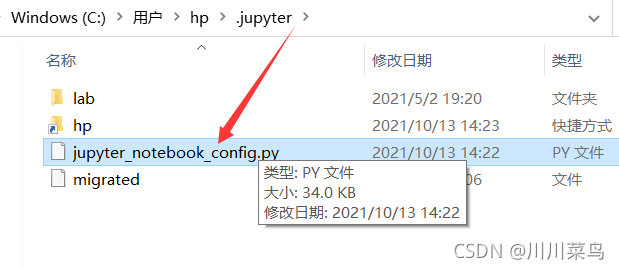 Windows (C:) > 用户 > hp > .jupyter >
名称 修改日期 类型
lab 2021/5/2 19:20 文件夹
hp 2021/10/13 14:23 快捷方式
jupyter_notebook_config.py 2021/10/13 14:22 PY 文件
migrated 06 文件
类型: PY 文件
大小: 34.0 KB
修改日期: 2021/10/13 14:22
CSDN @川川菜鸟